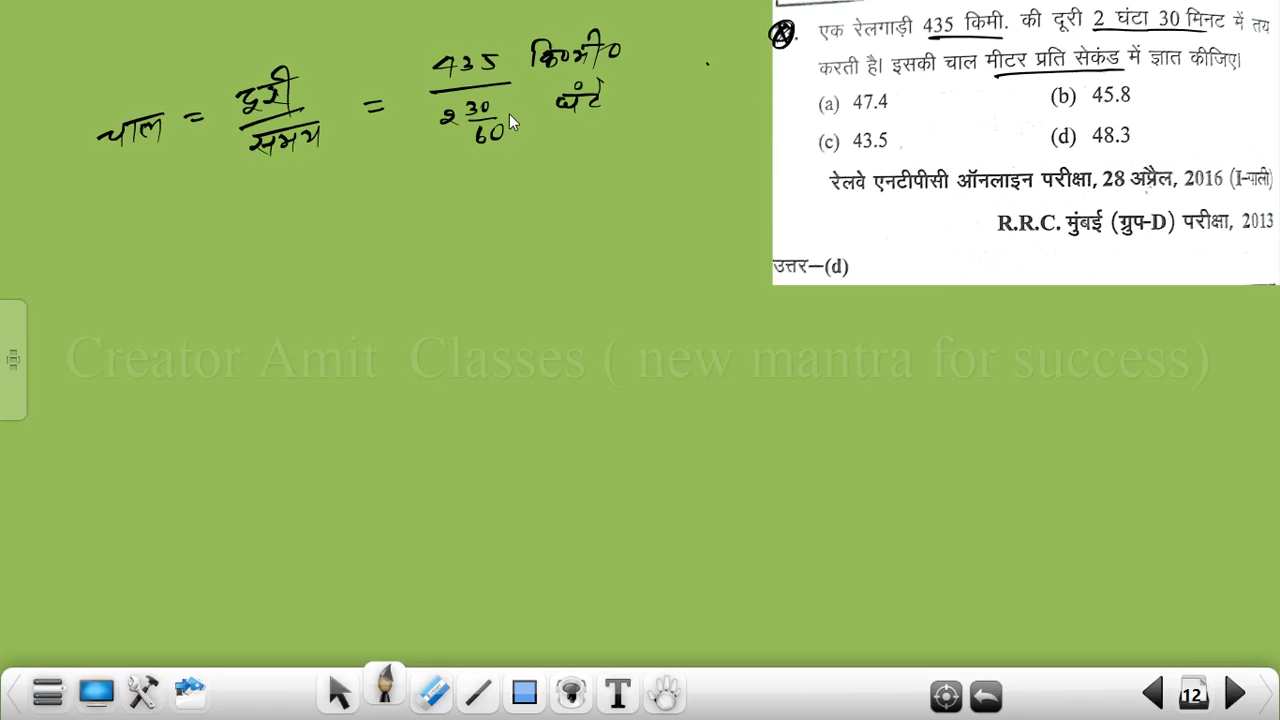 चाल = दूरी / समय = 435 / 2 30/60 कि०मी० / घंटे
एक रेलगाड़ी 435 किमी. की दूरी 2 घंटा 30 मिनट में तय
करती है। इसकी चाल मीटर प्रति सेकंड में ज्ञात कीजिए।
(a) 47.4 (b) 45.8
(c) 43.5 (d) 48.3
रेलवे एनटीपीसी ऑनलाइन परीक्षा, 28 अप्रैल, 2016 (I-पाली)
R.R.C. मुंबई (ग्रुप-D) परीक्षा, 2013
उत्तर–(d)
Creator Amit Classes ( new mantra for success)
T
12